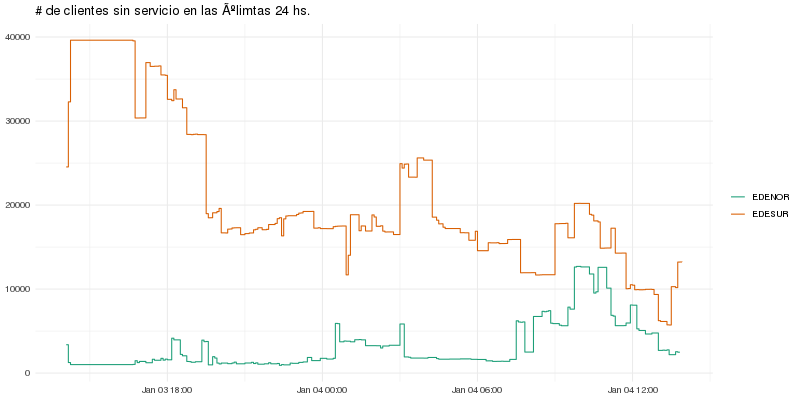 # de clientes sin servicio en las Ãºlimtas 24 hs.
40000
30000
20000
10000
0
Jan 03 18:00
Jan 04 00:00
Jan 04 06:00
Jan 04 12:00
EDENOR
EDESUR